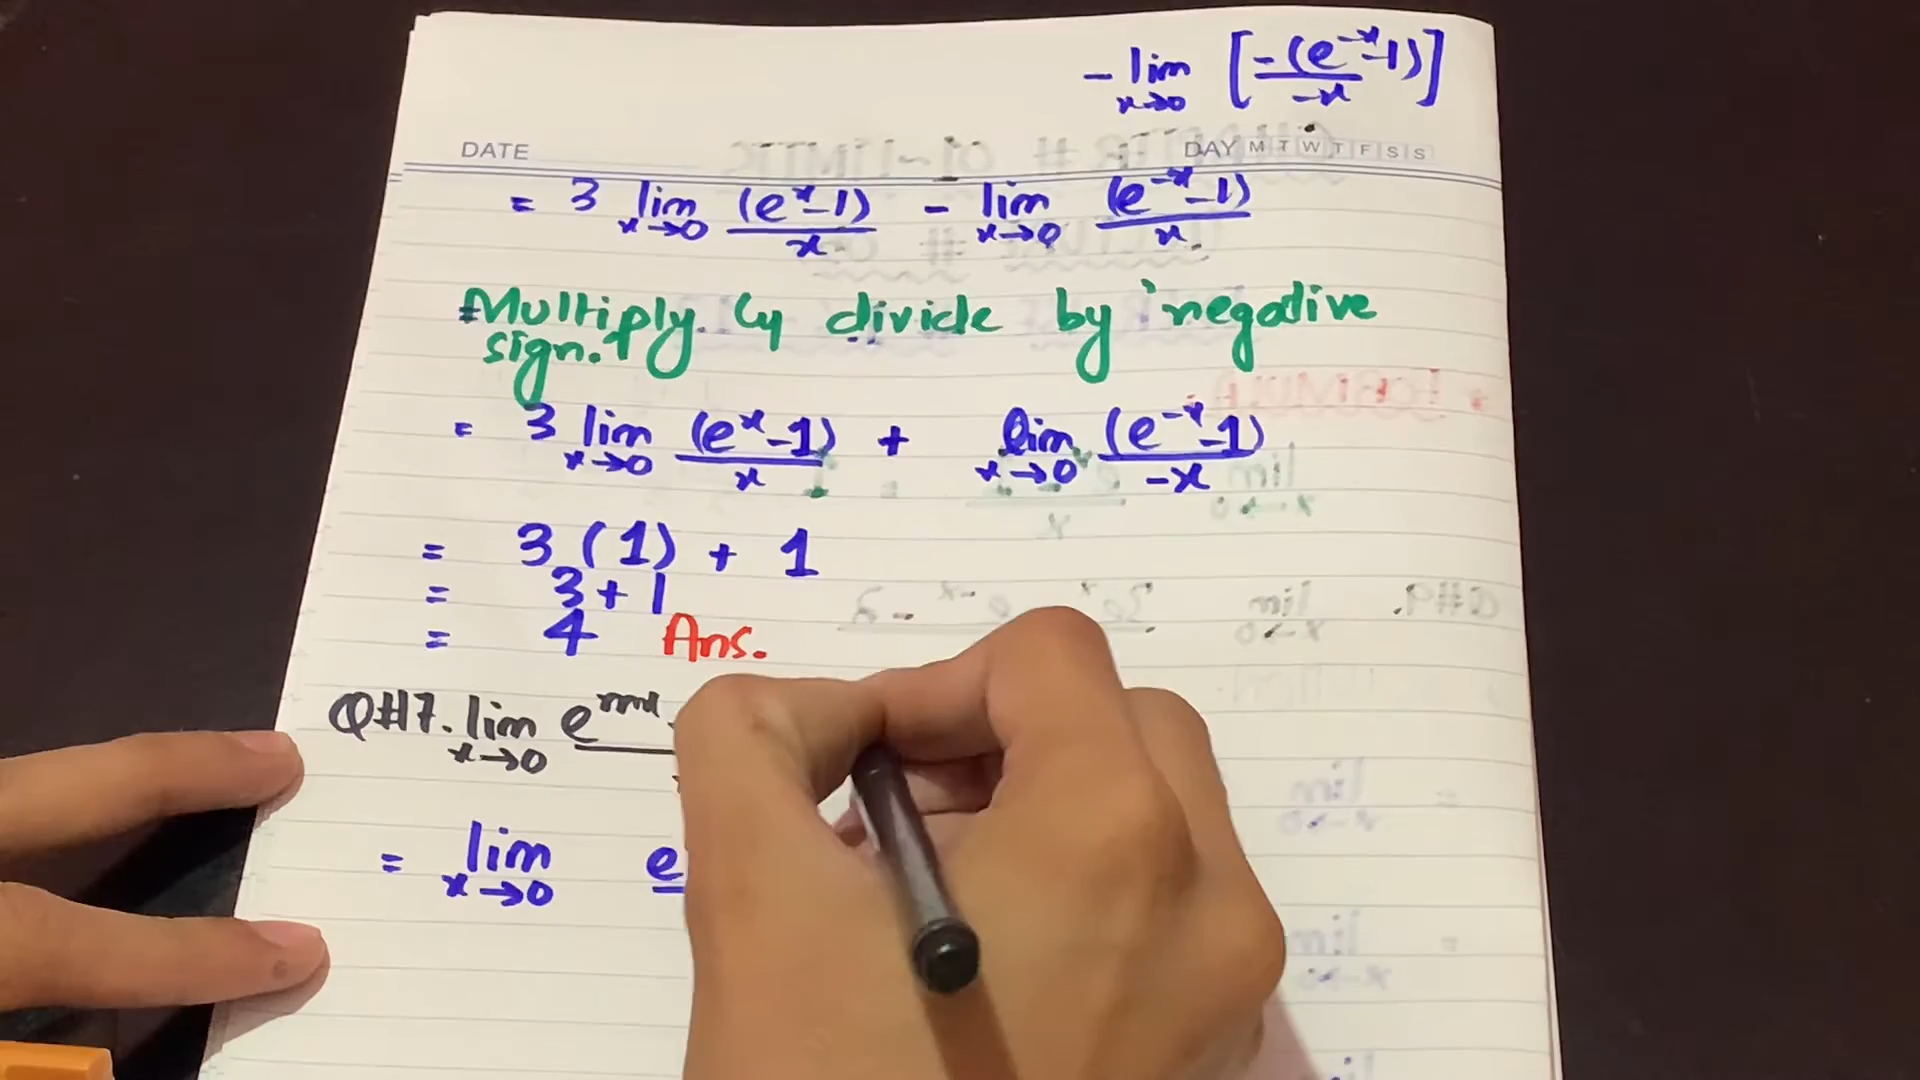 - lim x→0 [-(e^-x-1)/-x]
DATE DAY M T W T F S S
= 3 lim x→0 (e^x-1)/x - lim x→0 (e^-x-1)/x
Multiply & divide by negative
sign.
= 3 lim x→0 (e^x-1)/x + lim x→0 (e^-x-1)/-x
= 3 (1) + 1
= 3+1
= 4 Ans.
Q#7. lim x→0 e^mx
= lim x→0 e